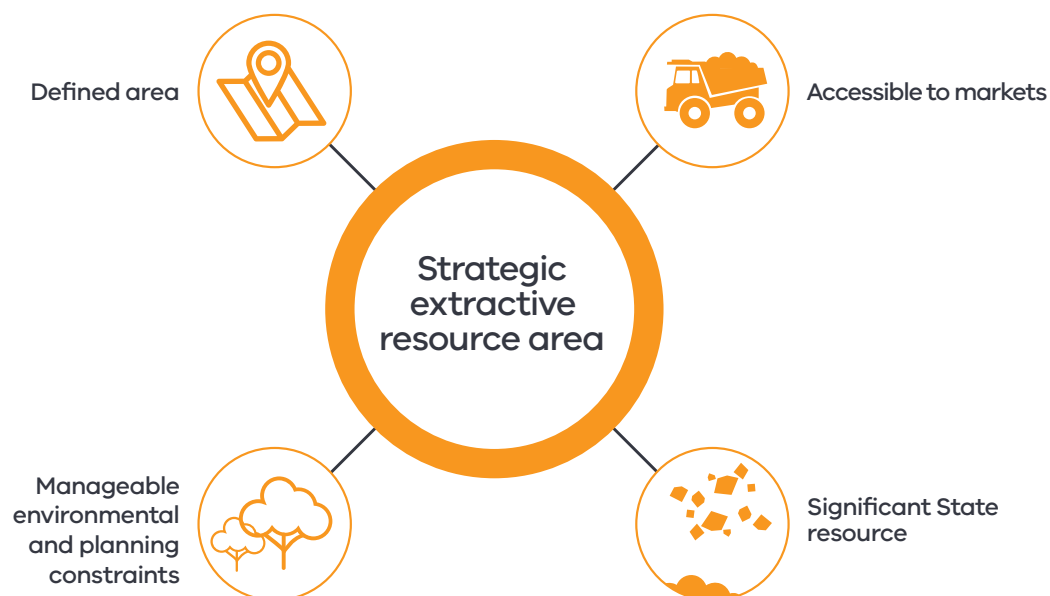 Defined area
Accessible to markets
Strategic
extractive
resource area
Manageable
environmental
and planning
constraints
Significant State
resource